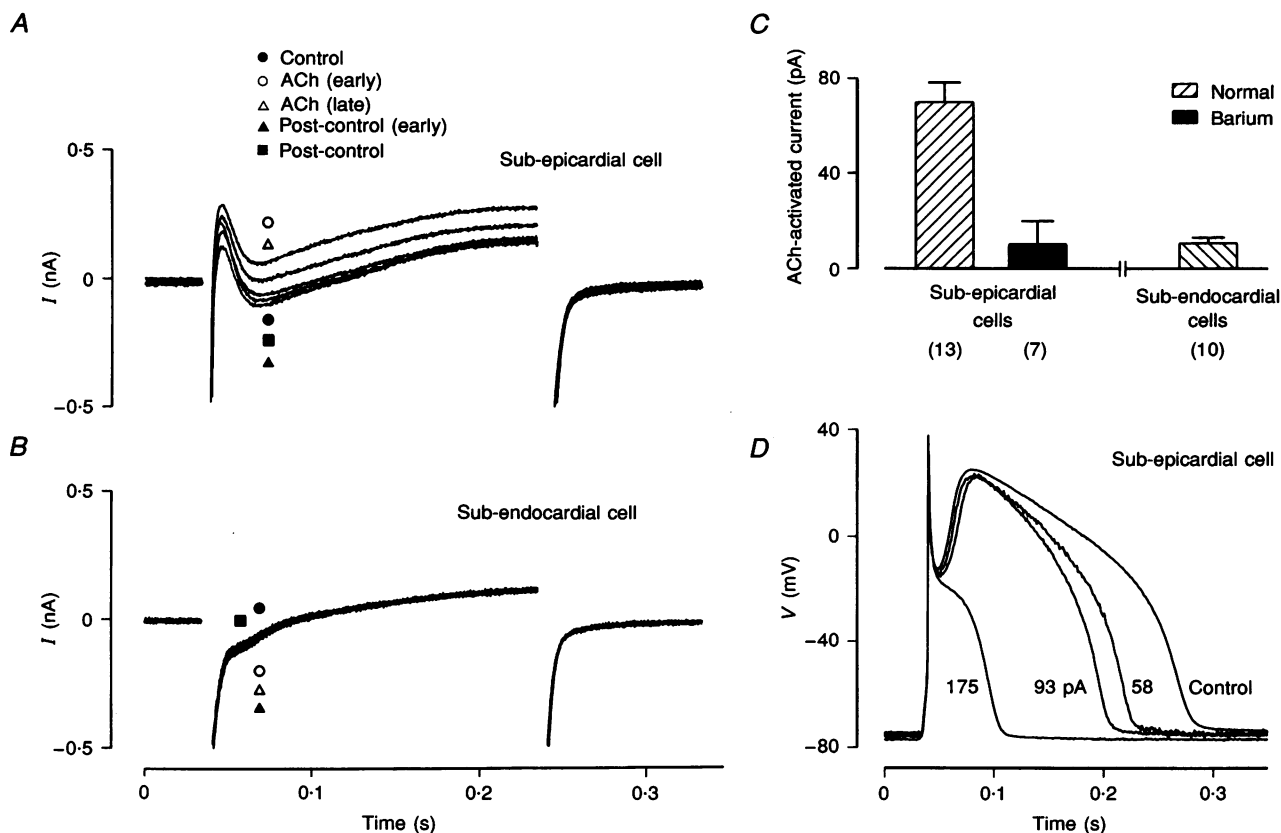 A
● Control
○ ACh (early)
△ ACh (late)
▲ Post-control (early)
■ Post-control
0·5
Sub-epicardial cell
I (nA)
0
−0·5
B
0·5
Sub-endocardial cell
I (nA)
0
−0·5
0 0·1 0·2 0·3
Time (s)
C
ACh-activated current (pA)
80
40
0
Normal
Barium
Sub-epicardial
cells
(13) (7)
Sub-endocardial
cells
(10)
D
40
Sub-epicardial cell
V (mV)
0
−40
−80
175 93 pA 58 Control
0 0·1 0·2 0·3
Time (s)